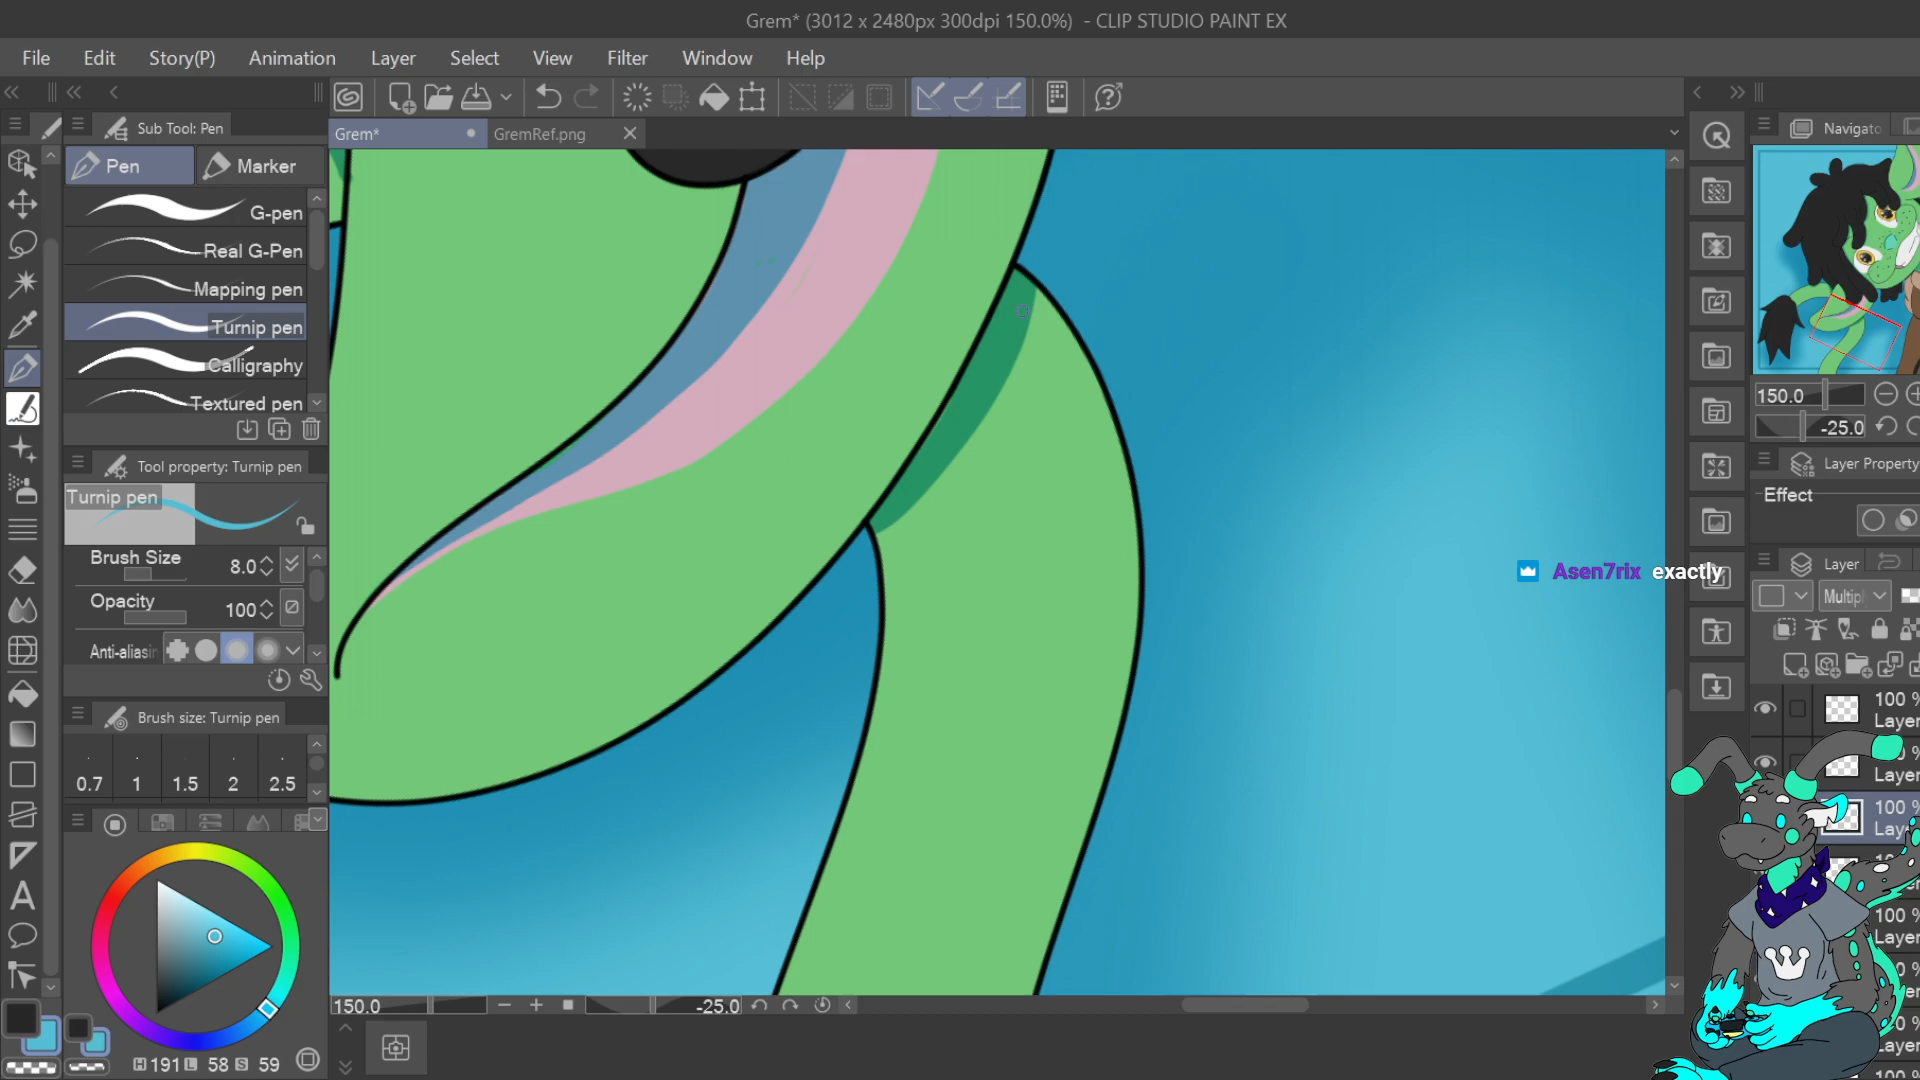 Grem* (3012 x 2480px 300dpi 150.0%) - CLIP STUDIO PAINT EX
File Edit Story(P) Animation Layer Select View Filter Window Help
Sub Tool: Pen
Grem*
GremRef.png
Navigato
Pen
Marker
G-pen
Real G-Pen
Mapping pen
Turnip pen
Calligraphy
Textured pen
150.0
-25.0
Tool property: Turnip pen
Layer Property
Turnip pen
Effect
Brush Size 8.0
Layer
Asen7rix exactly
Opacity 100
Multipl
Anti-aliasin
Brush size: Turnip pen
100 %
Layer
0.7 1 1.5 2 2.5
Layer
100 %
Lay
100 %
Layer
150.0
-25.0
H 191 L 58 S 59